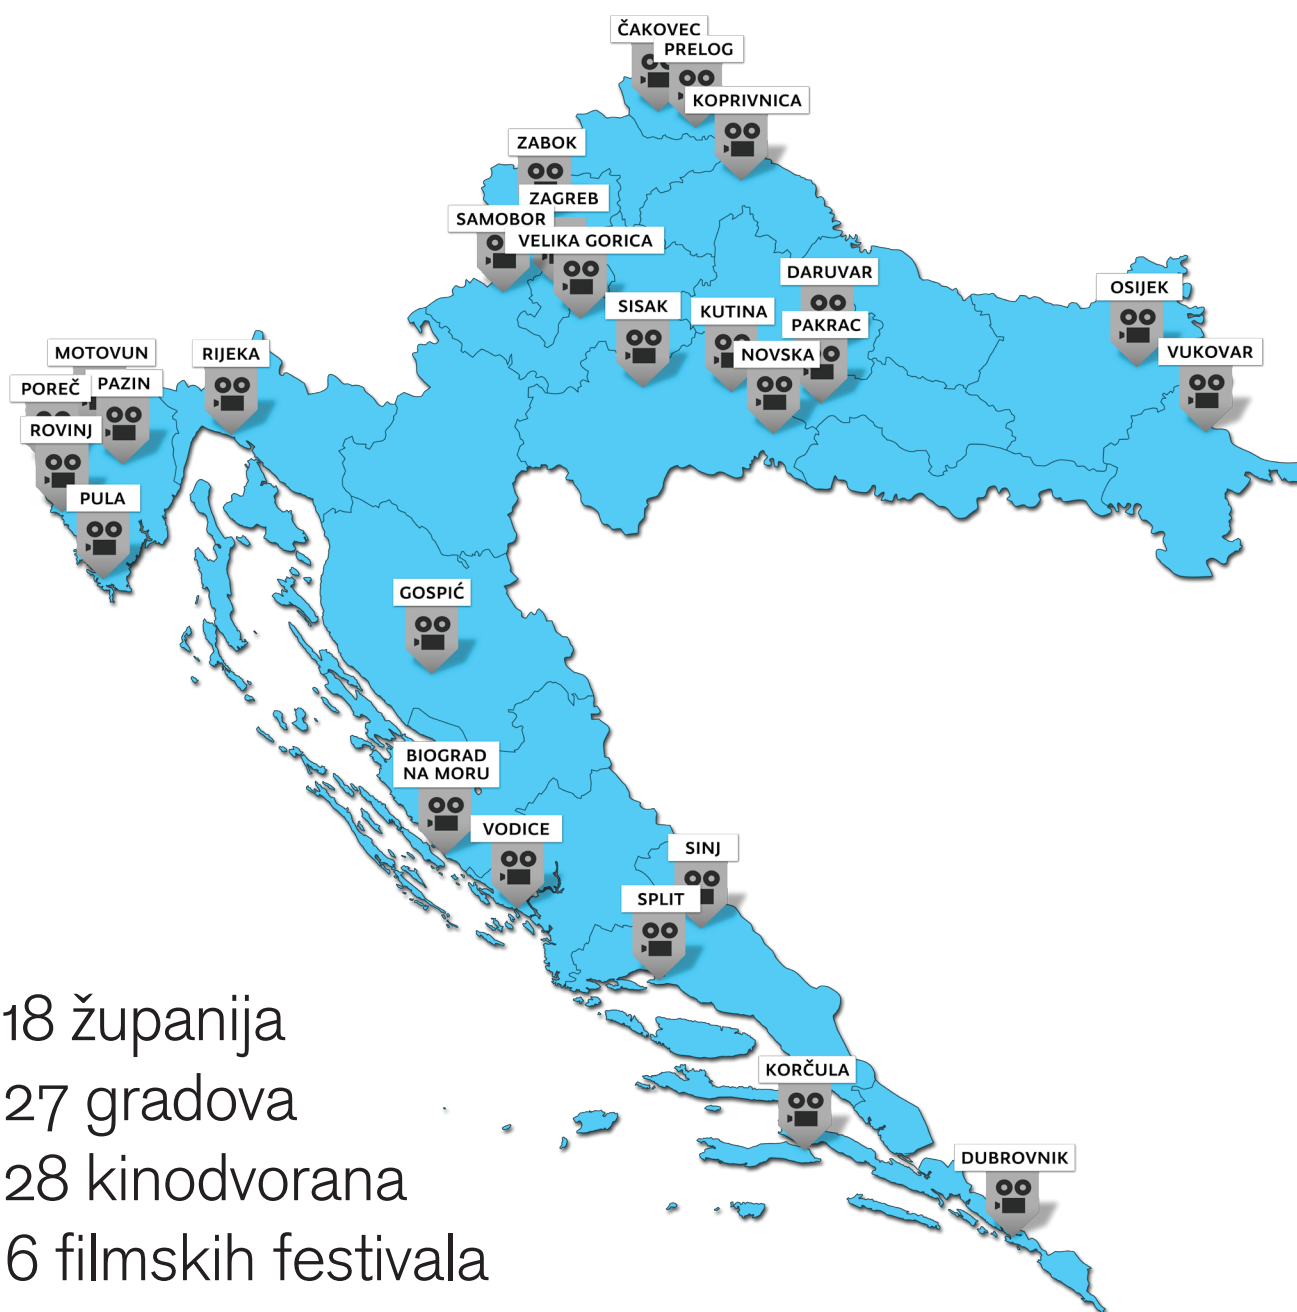 ČAKOVEC
PRELOG
KOPRIVNICA
ZABOK
ZAGREB
SAMOBOR
VELIKA GORICA
DARUVAR
OSIJEK
SISAK
KUTINA
PAKRAC
NOVSKA
VUKOVAR
MOTOVUN
RIJEKA
POREČ
PAZIN
ROVINJ
PULA
GOSPIĆ
BIOGRAD
NA MORU
VODICE
SINJ
SPLIT
KORČULA
DUBROVNIK
18 županija
27 gradova
28 kinodvorana
6 filmskih festivala